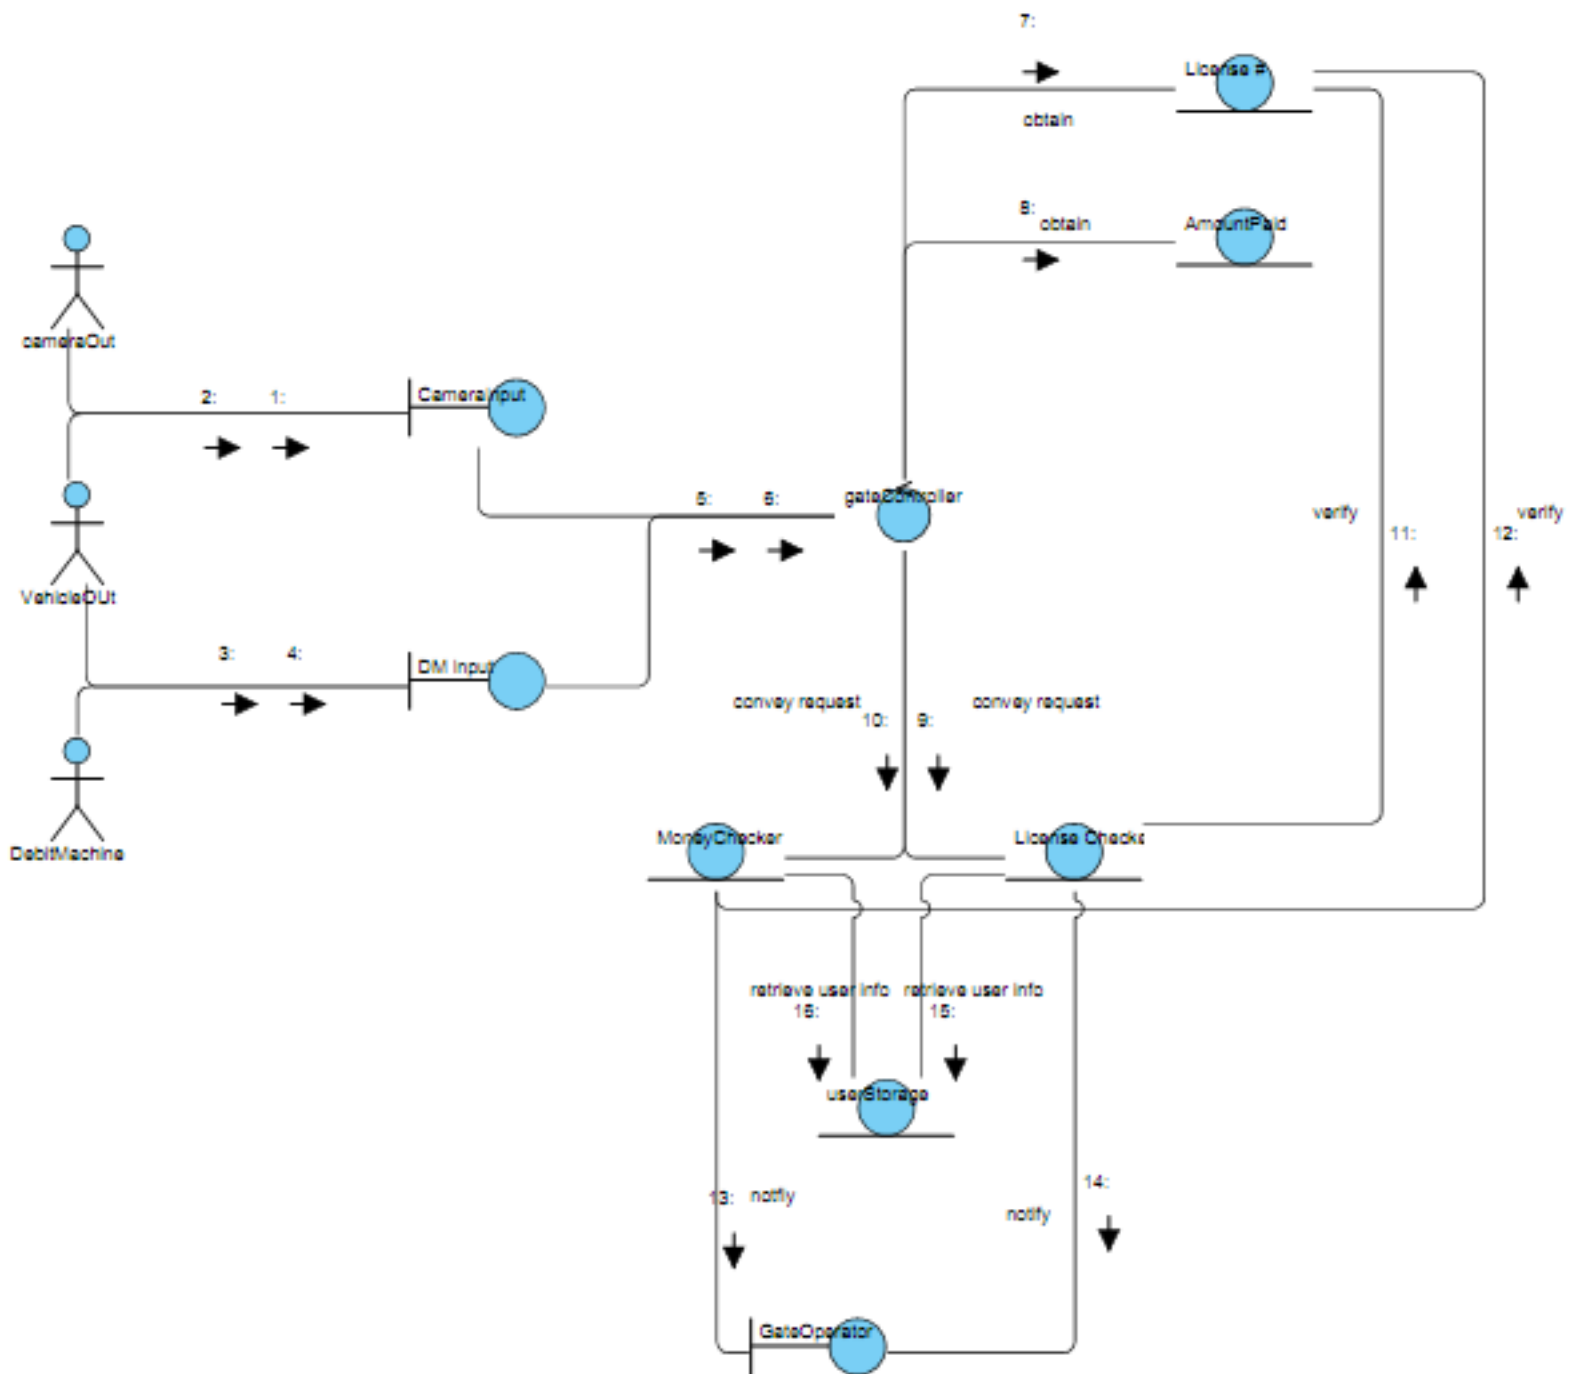 7:
License #
obtain
8:
obtain
AmountPaid
cameraOut
2: 1:
CameraInput
5: 6:
gateController
verify
11:
12:
verify
VehicleOUt
3: 4:
DM Input
convey request
10: 9:
convey request
DebitMachine
MoneyChecker
License Checke
retrieve user info
16:
retrieve user info
15:
userStorage
13: notfiy
14:
notify
GateOperator